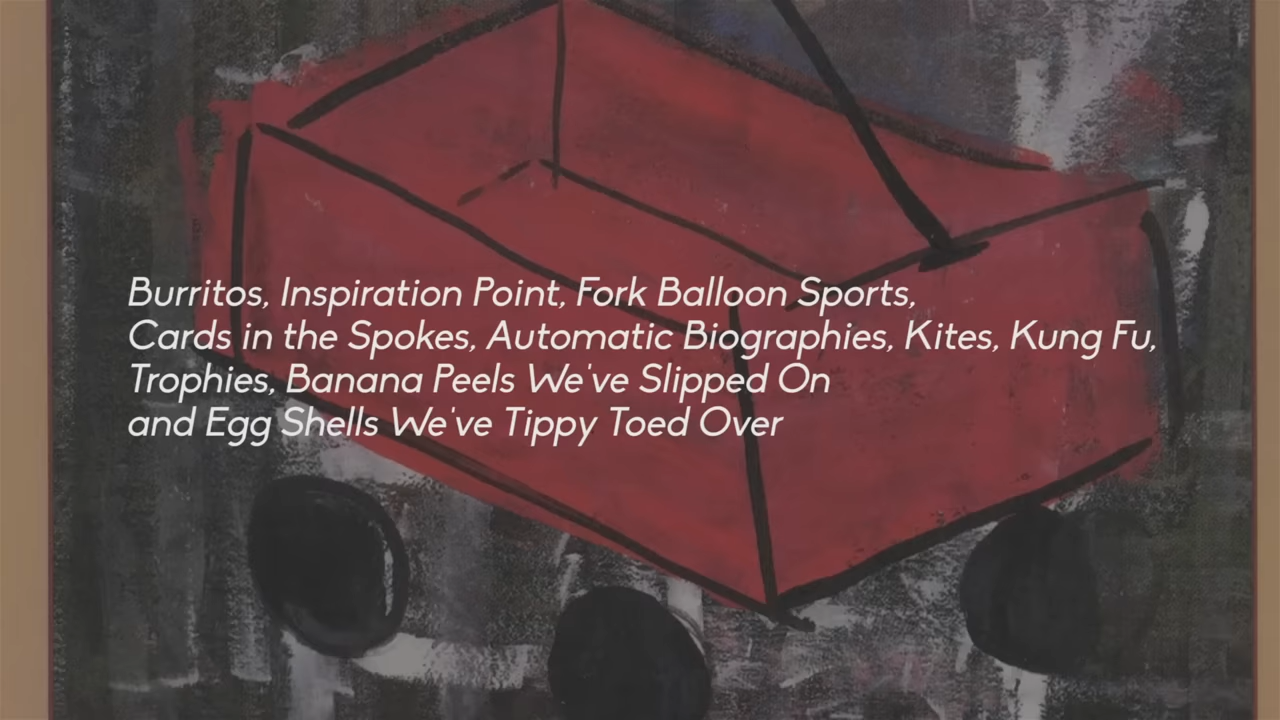 Burritos, Inspiration Point, Fork Balloon Sports,
Cards in the Spokes, Automatic Biographies, Kites, Kung Fu,
Trophies, Banana Peels We've Slipped On
and Egg Shells We've Tippy Toed Over